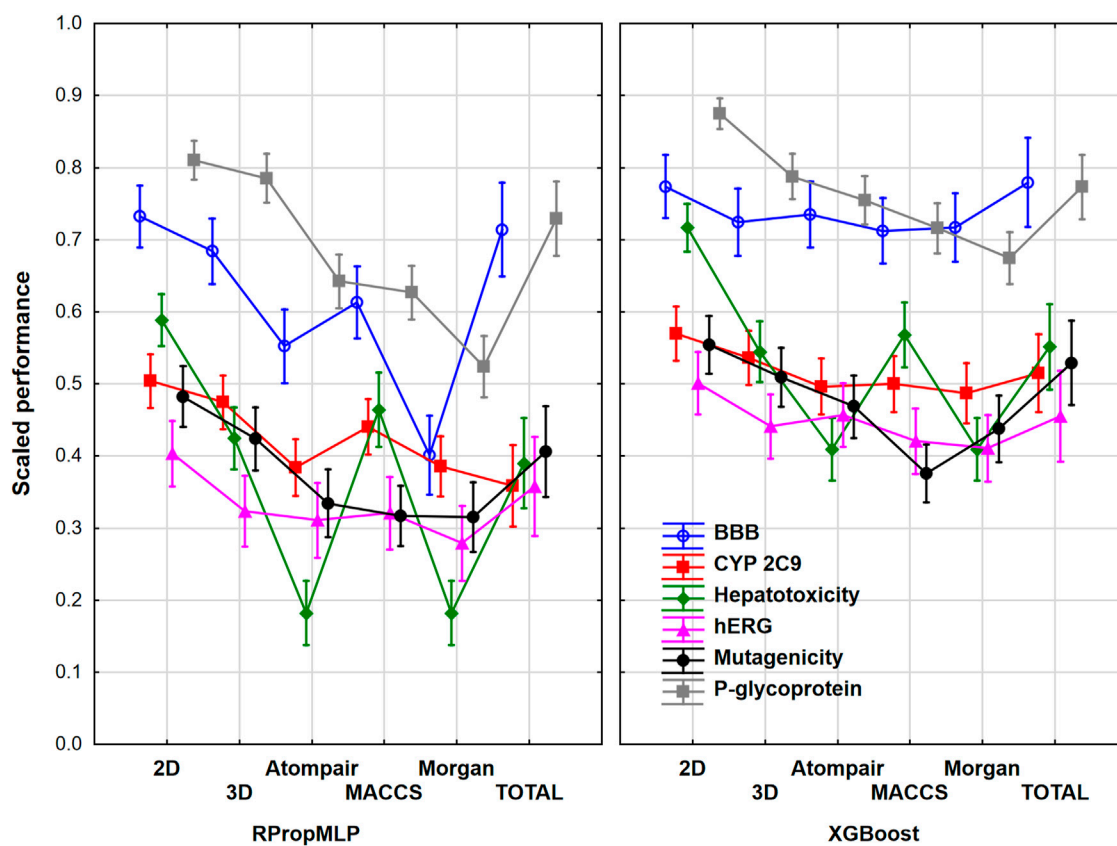 Scaled performance
1.0
0.9
0.8
0.7
0.6
0.5
0.4
0.3
0.2
0.1
0.0
BBB
CYP 2C9
Hepatotoxicity
hERG
Mutagenicity
P-glycoprotein
2D Atompair Morgan
3D MACCS TOTAL
RPropMLP
2D Atompair Morgan
3D MACCS TOTAL
XGBoost